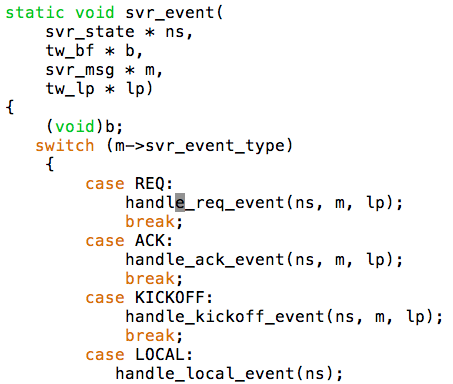 static void svr_event(
    svr_state * ns,
    tw_bf * b,
    svr_msg * m,
    tw_lp * lp)
{
    (void)b;
   switch (m->svr_event_type)
    {
        case REQ:
            handle_req_event(ns, m, lp);
            break;
        case ACK:
            handle_ack_event(ns, m, lp);
            break;
        case KICKOFF:
            handle_kickoff_event(ns, m, lp);
            break;
        case LOCAL:
           handle_local_event(ns);